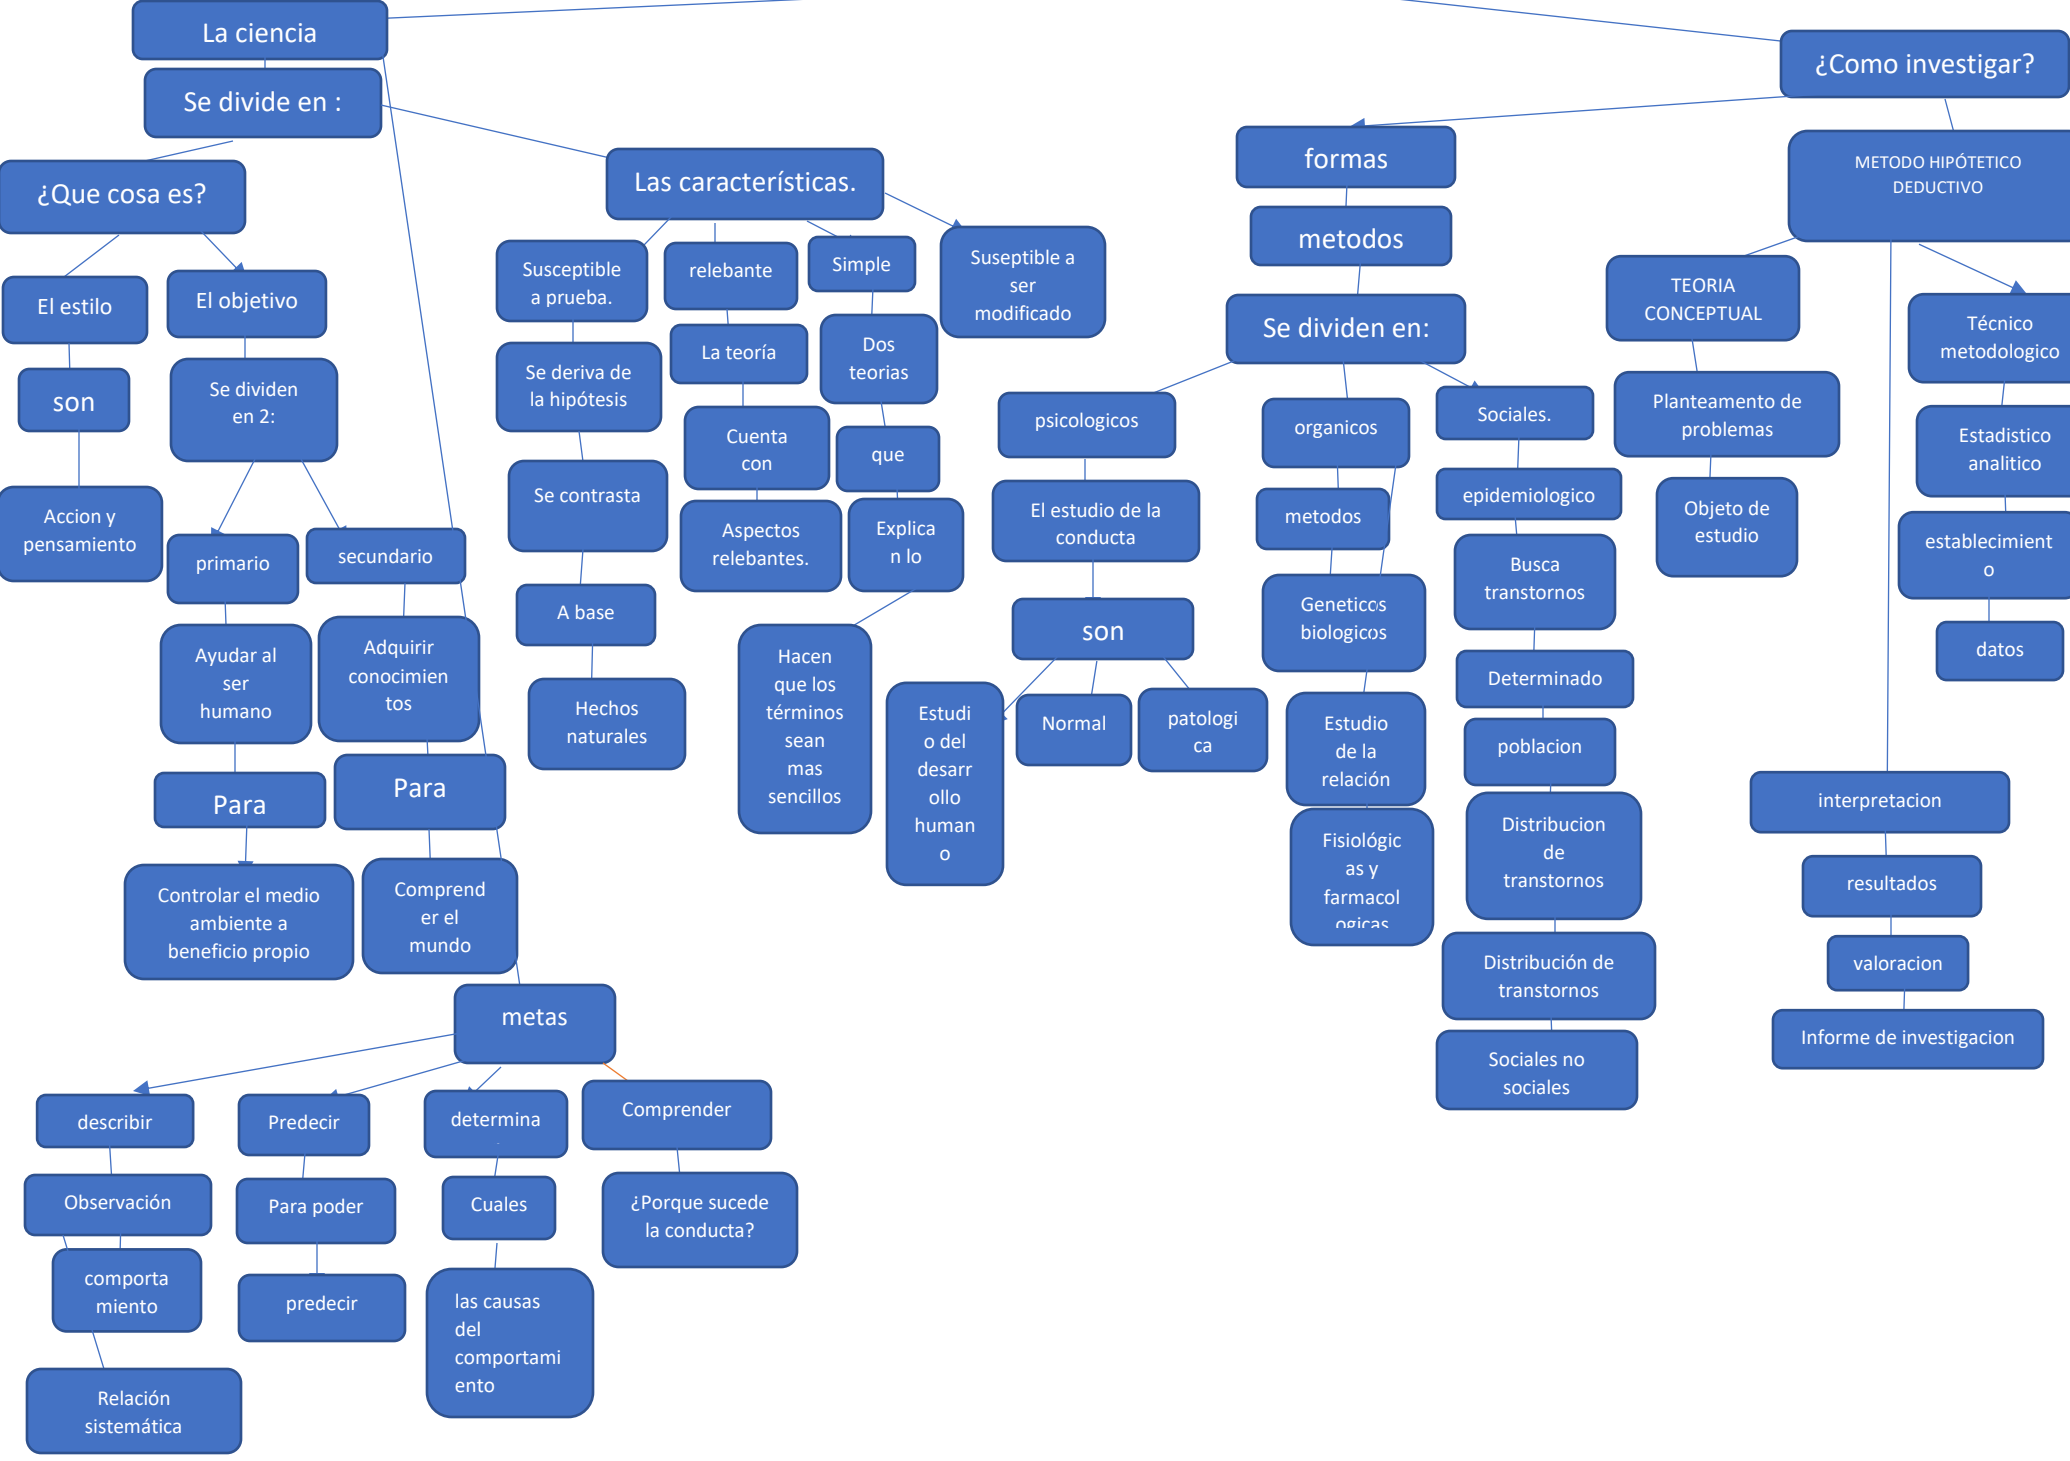 La ciencia
Se divide en :
¿Que cosa es?
El estilo
son
Accion y
pensamiento
El objetivo
Se dividen
en 2:
primario
Ayudar al
ser
humano
Para
Controlar el medio
ambiente a
beneficio propio
secundario
Adquirir
conocimien
tos
Para
Comprend
er el
mundo
Las características.
Susceptible
a prueba.
Se deriva de
la hipótesis
Se contrasta
A base
Hechos
naturales
relebante
La teoría
Cuenta
con
Aspectos
relebantes.
Simple
Dos
teorias
que
Explica
n lo
Hacen
que los
términos
sean
mas
sencillos
Suseptible a
ser
modificado
metas
describir
Observación
comporta
miento
Relación
sistemática
Predecir
Para poder
predecir
determina
Cuales
las causas
del
comportami
ento
Comprender
¿Porque sucede
la conducta?
¿Como investigar?
formas
metodos
Se dividen en:
psicologicos
El estudio de la
conducta
son
Estudi
o del
desarr
ollo
human
o
Normal
patologi
ca
organicos
metodos
Geneticos
biologicos
Estudio
de la
relación
Fisiológic
as y
farmacol
ogicas
Sociales.
epidemiologico
Busca
transtornos
Determinado
poblacion
Distribucion
de
transtornos
Distribución de
transtornos
Sociales no
sociales
METODO HIPÓTETICO
DEDUCTIVO
TEORIA
CONCEPTUAL
Planteamento de
problemas
Objeto de
estudio
Técnico
metodologico
Estadistico
analitico
establecimient
o
datos
interpretacion
resultados
valoracion
Informe de investigacion